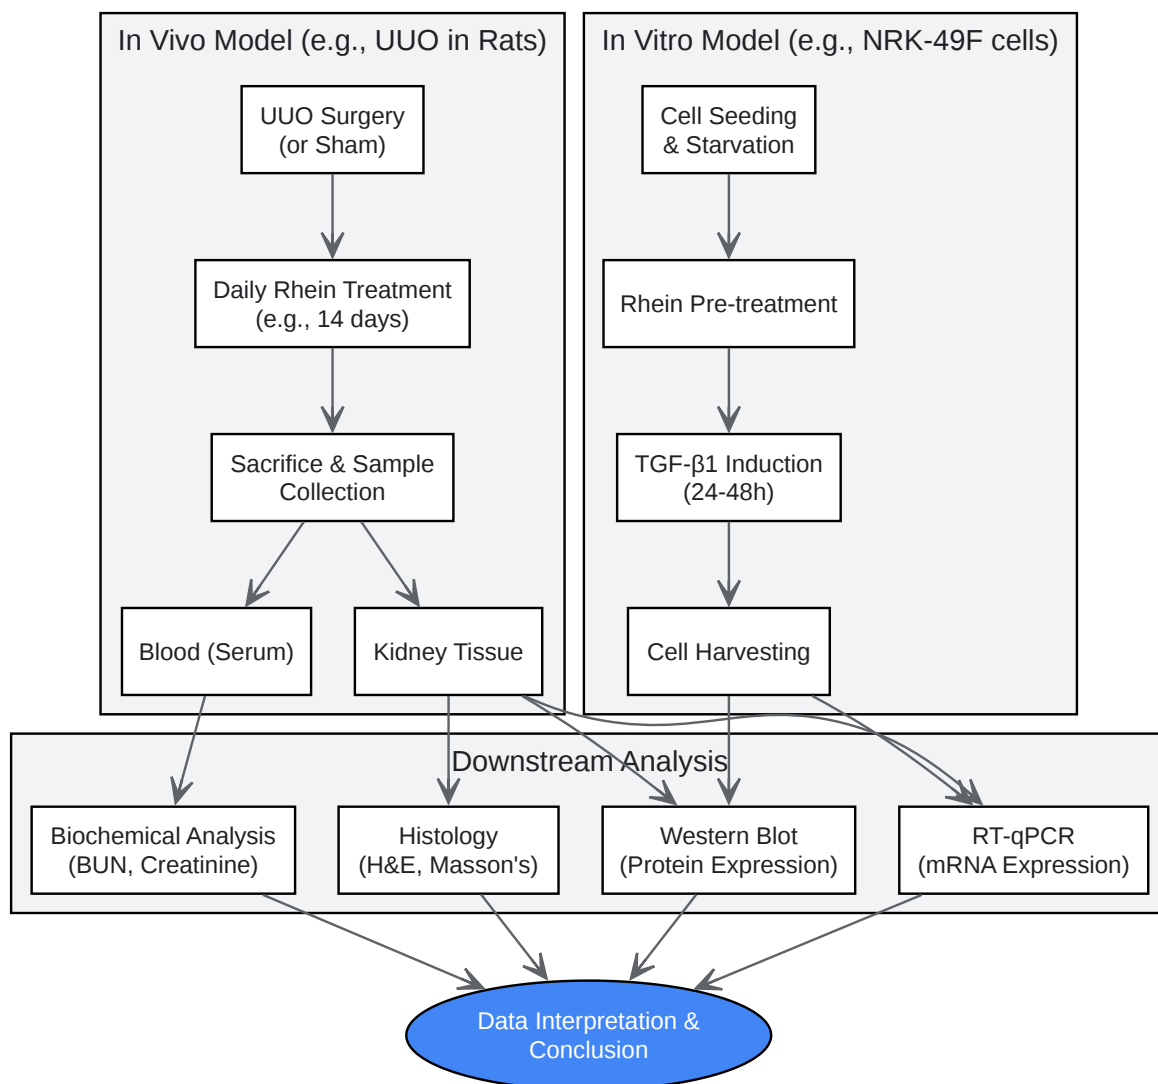 In Vivo Model (e.g., UUO in Rats)
UUO Surgery
(or Sham)
Daily Rhein Treatment
(e.g., 14 days)
Sacrifice & Sample
Collection
Blood (Serum)
Kidney Tissue
In Vitro Model (e.g., NRK-49F cells)
Cell Seeding
& Starvation
Rhein Pre-treatment
TGF-β1 Induction
(24-48h)
Cell Harvesting
Downstream Analysis
Biochemical Analysis
(BUN, Creatinine)
Histology
(H&E, Masson's)
Western Blot
(Protein Expression)
RT-qPCR
(mRNA Expression)
Data Interpretation &
Conclusion